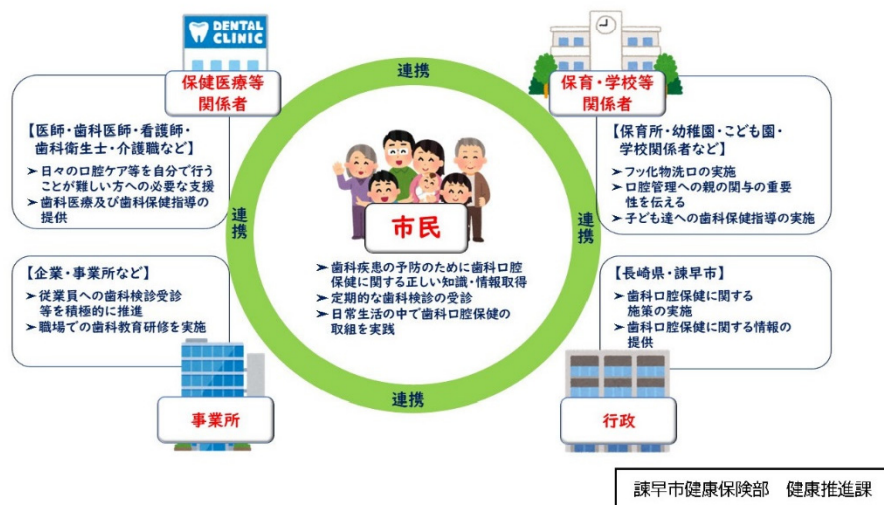 DENTAL
CLINIC
保健医療等
関係者
【医師・歯科医師・看護師・
歯科衛生士・介護職など】
➢日々の口腔ケア等を自分で行う
ことが難しい方への必要な支援
➢歯科医療及び歯科保健指導の
提供
連携
保育・学校等
関係者
【保育所・幼稚園・こども園・
学校関係者など】
➢フッ化物洗口の実施
➢口腔管理への親の関与の重要
性を伝える
➢子ども達への歯科保健指導の実施
連携
市民
➢歯科疾患の予防のために歯科口腔
保健に関する正しい知識・情報取得
➢定期的な歯科検診の受診
➢日常生活の中で歯科口腔保健の
取組を実践
連携
【企業・事業所など】
➢従業員への歯科検診受診
等を積極的に推進
➢職場での歯科教育研修を実施
事業所
連携
【長崎県・諫早市】
➢歯科口腔保健に関する
施策の実施
➢歯科口腔保健に関する情報の
提供
行政
諫早市健康保険部　健康推進課